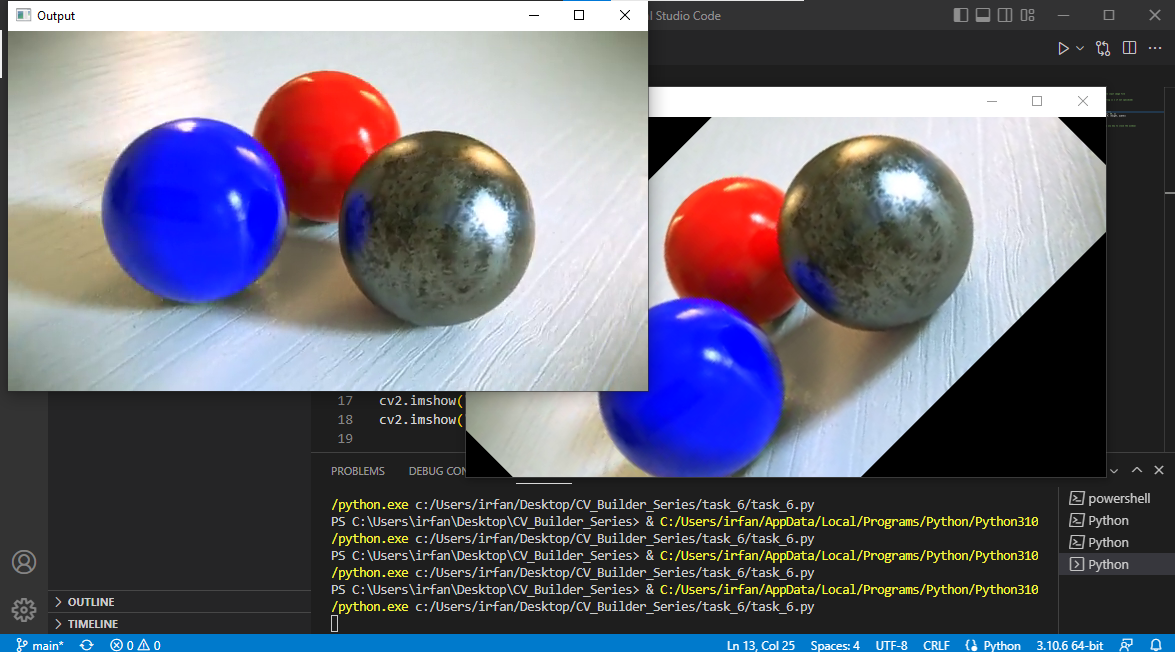 Output
l Studio Code
17 cv2.imshow(
18 cv2.imshow(
19
PROBLEMS DEBUG CON
/python.exe c:/Users/irfan/Desktop/CV_Builder_Series/task_6/task_6.py
PS C:\Users\irfan\Desktop\CV_Builder_Series> & C:/Users/irfan/AppData/Local/Programs/Python/Python310
/python.exe c:/Users/irfan/Desktop/CV_Builder_Series/task_6/task_6.py
PS C:\Users\irfan\Desktop\CV_Builder_Series> & C:/Users/irfan/AppData/Local/Programs/Python/Python310
/python.exe c:/Users/irfan/Desktop/CV_Builder_Series/task_6/task_6.py
PS C:\Users\irfan\Desktop\CV_Builder_Series> & C:/Users/irfan/AppData/Local/Programs/Python/Python310
/python.exe c:/Users/irfan/Desktop/CV_Builder_Series/task_6/task_6.py
powershell
Python
Python
Python
OUTLINE
TIMELINE
main* 0 0 Ln 13, Col 25 Spaces: 4 UTF-8 CRLF Python 3.10.6 64-bit